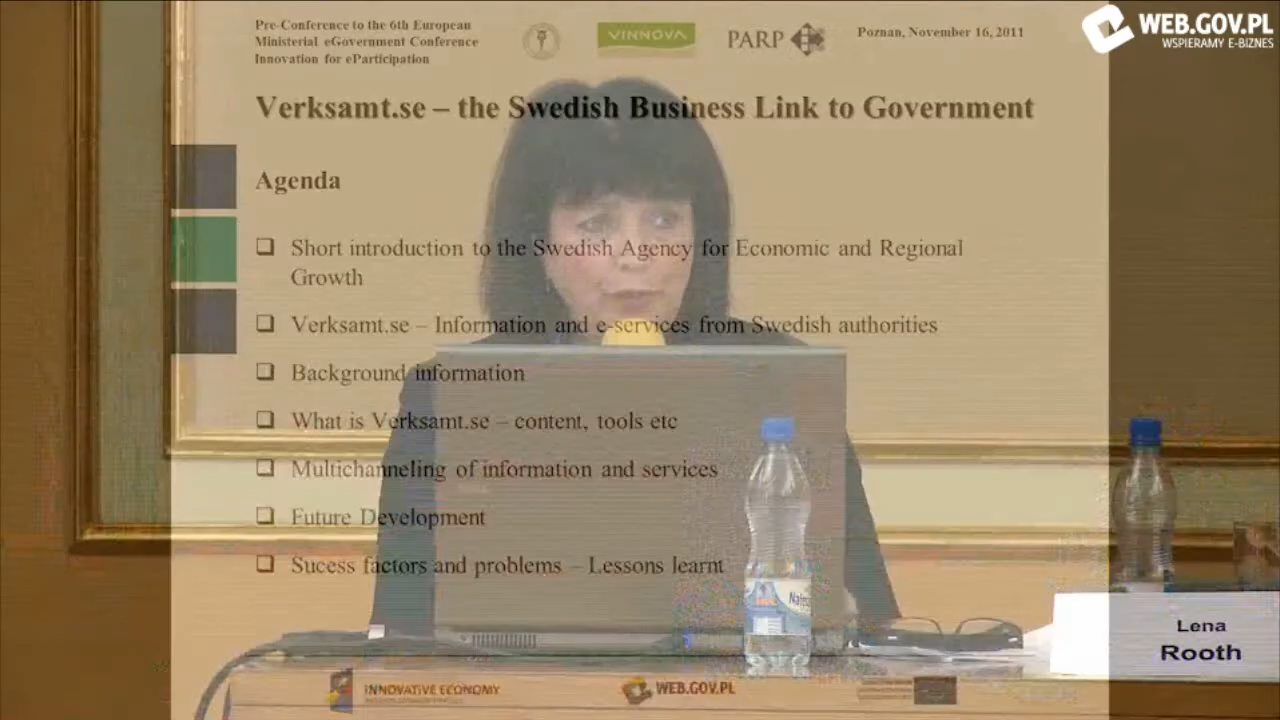 Pre-Conference to the 6th European
Ministerial eGovernment Conference
Innovation for eParticipation
VINNOVA
PARP
Poznan, November 16, 2011
WEB.GOV.PL
WSPIERAMY E-BIZNES
Verksamt.se – the Swedish Business Link to Government
Agenda
❑ Short introduction to the Swedish Agency for Economic and Regional
Growth
❑ Verksamt.se – Information and e-services from Swedish authorities
❑ Background information
❑ What is Verksamt.se – content, tools etc
❑ Multichanneling of information and services
❑ Future Development
❑ Sucess factors and problems – Lessons learnt
Lena
Rooth
INNOVATIVE ECONOMY
WEB.GOV.PL